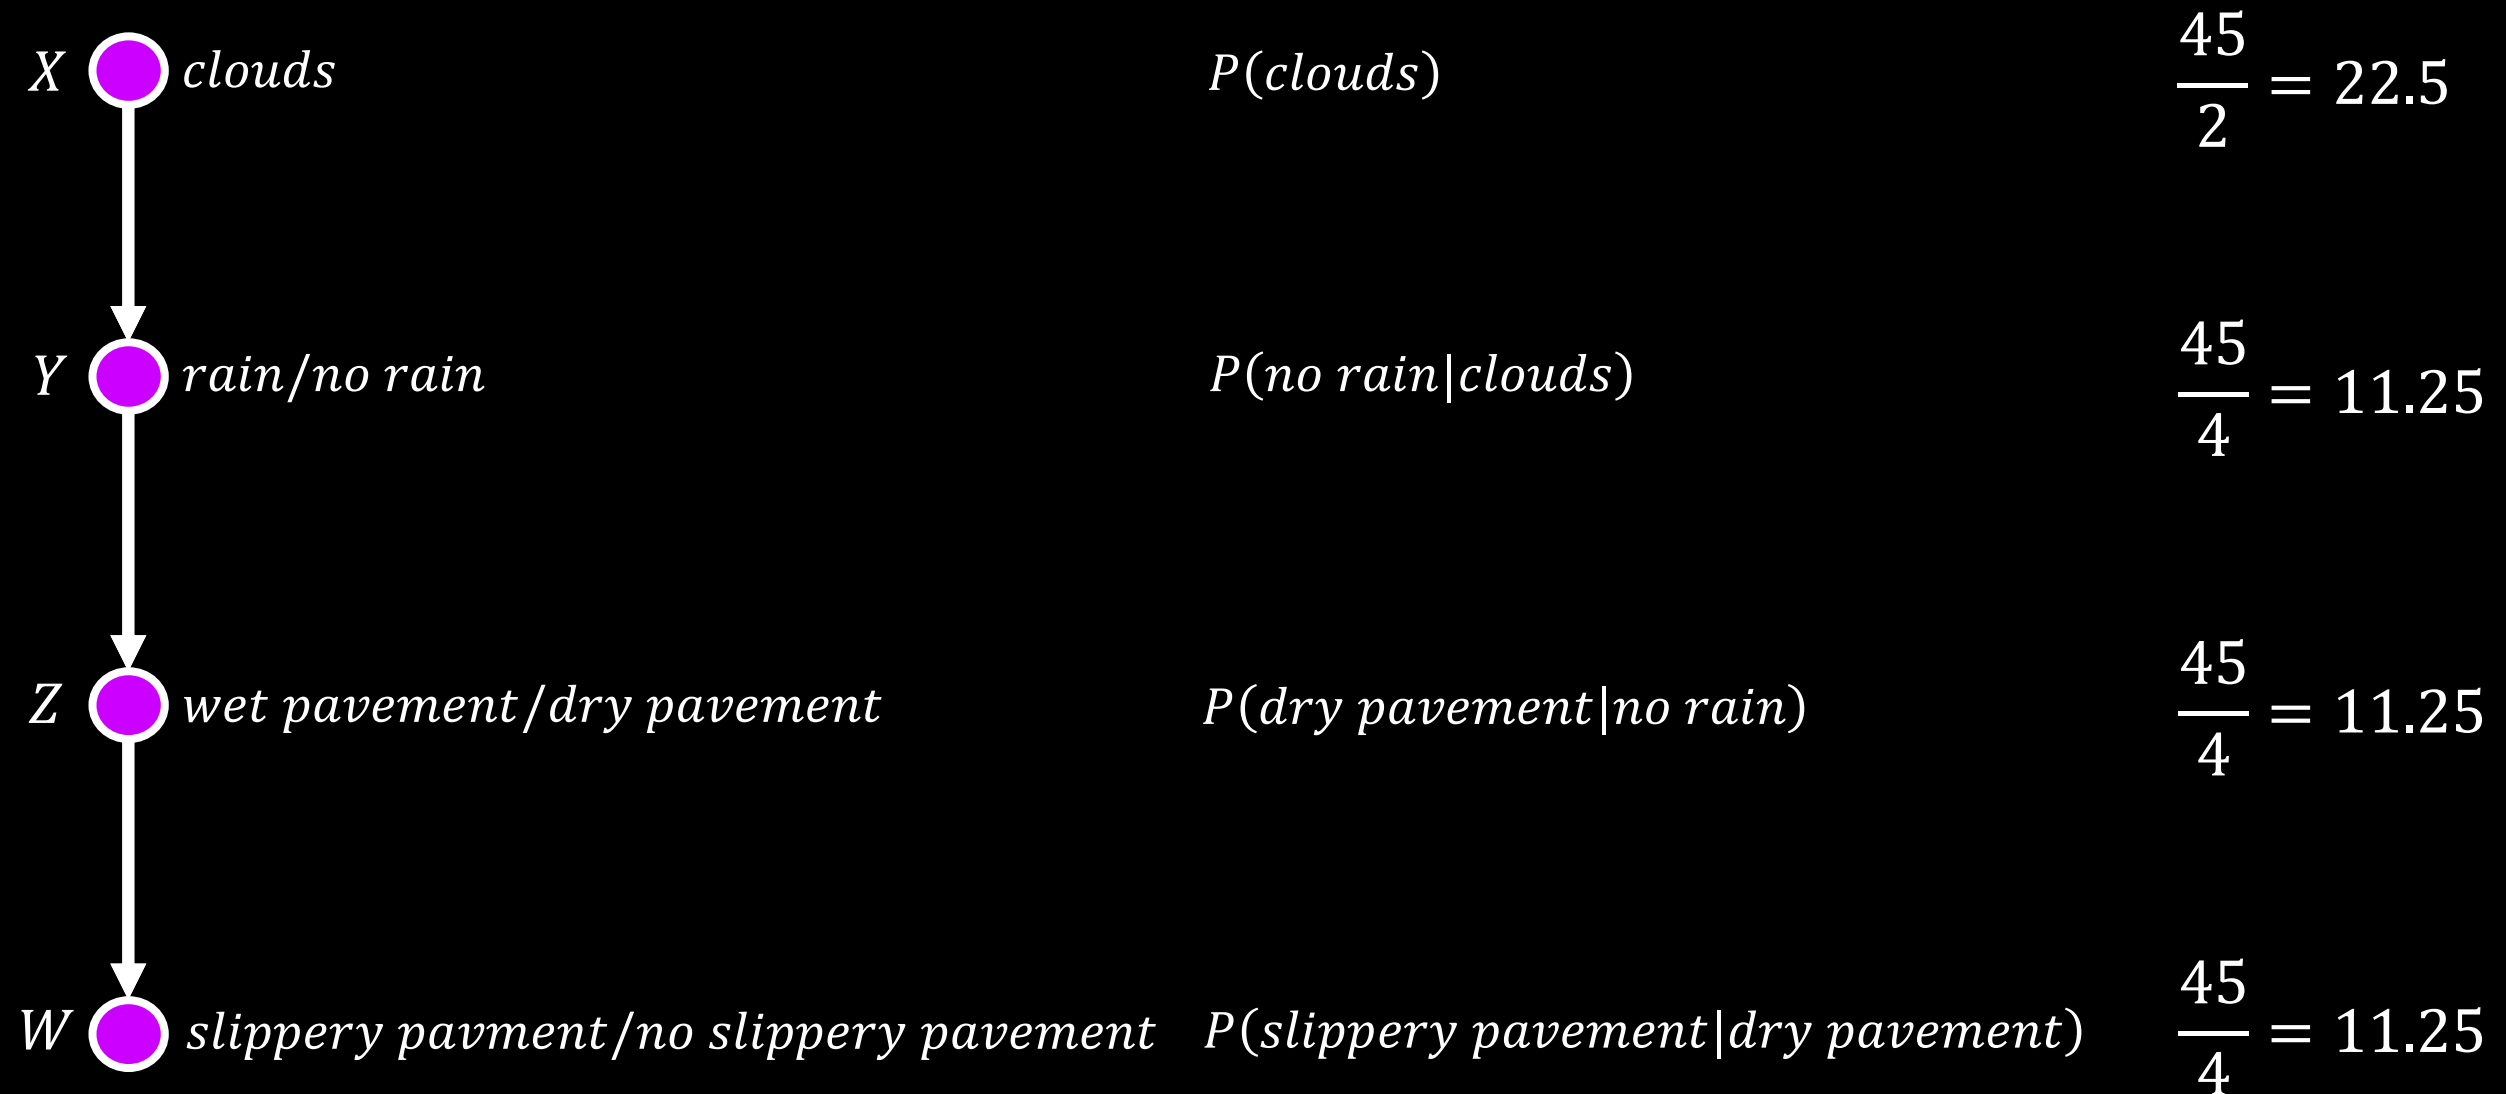 X clouds P(clouds) 45/2 = 22.5
Y rain/no rain P(no rain|clouds) 45/4 = 11.25
Z wet pavement/dry pavement P(dry pavement|no rain) 45/4 = 11.25
W slippery pavment/no slippery pavement P(slippery pavement|dry pavement) 45/4 = 11.25